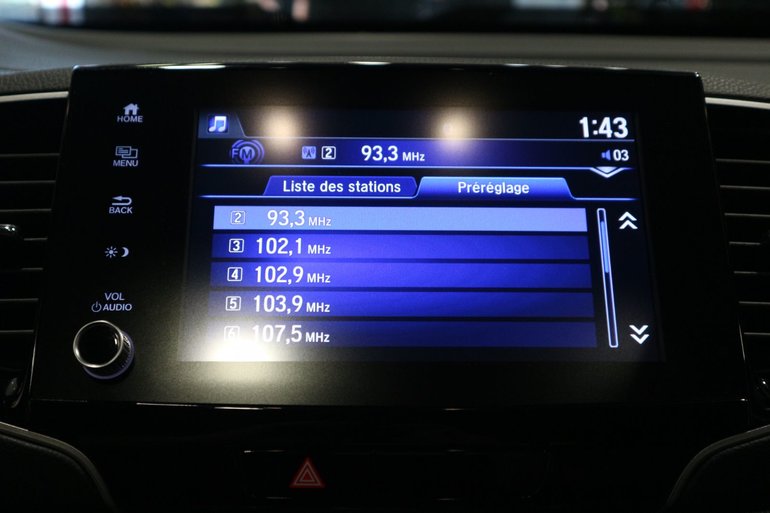 HOME
MENU
BACK
VOL
AUDIO
1:43
FM 2 93,3 MHz 03
Liste des stations Préréglage
2 93,3 MHz
3 102,1 MHz
4 102,9 MHz
5 103,9 MHz
6 107,5 MHz